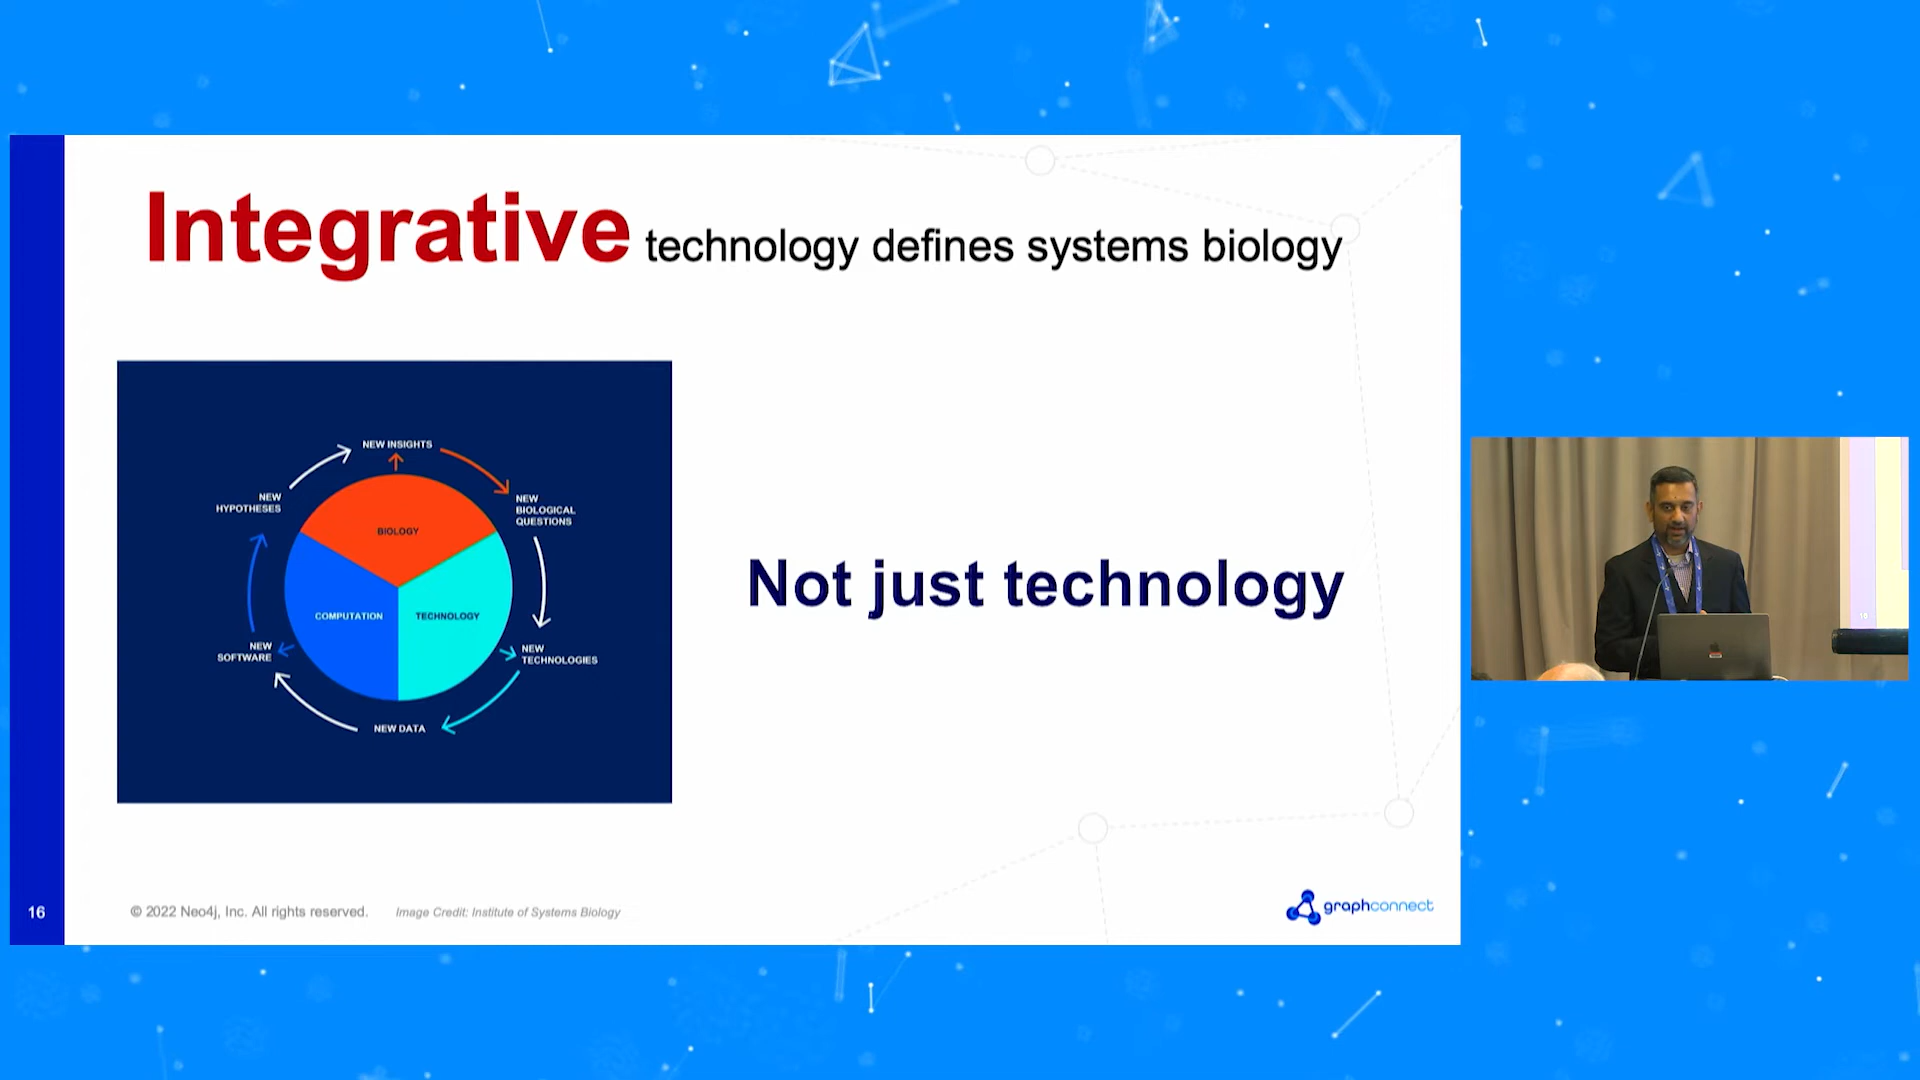 Integrative technology defines systems biology
NEW INSIGHTS
NEW
HYPOTHESES
NEW
BIOLOGICAL
QUESTIONS
BIOLOGY
COMPUTATION
TECHNOLOGY
NEW
SOFTWARE
NEW
TECHNOLOGIES
NEW DATA
Not just technology
16
© 2022 Neo4j, Inc. All rights reserved.
Image Credit: Institute of Systems Biology
graphconnect
16